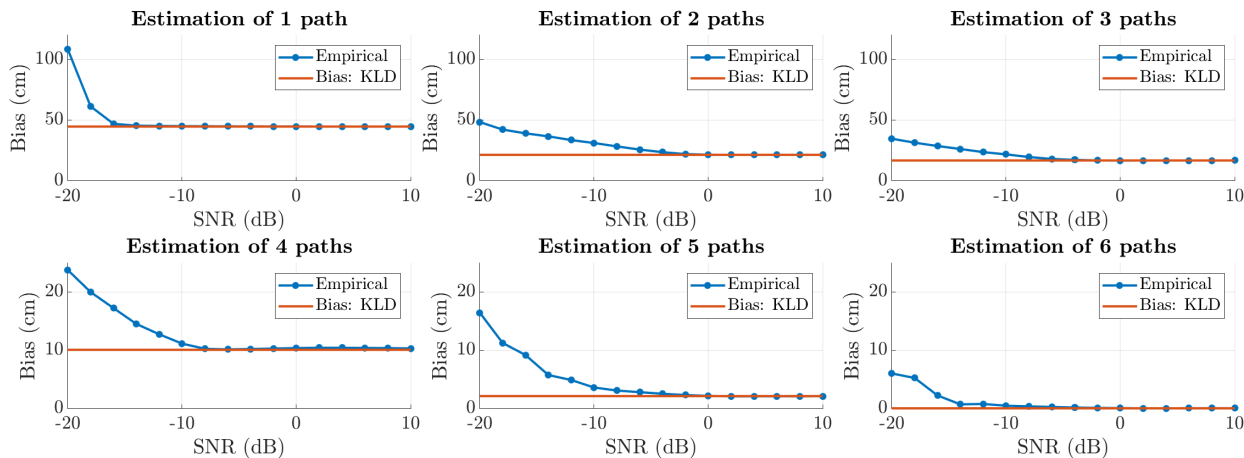 Estimation of 1 path
100
50
0
Bias (cm)
Empirical
Bias: KLD
-20
-10
0
10
SNR (dB)
Estimation of 2 paths
100
50
0
Bias (cm)
Empirical
Bias: KLD
-20
-10
0
10
SNR (dB)
Estimation of 3 paths
100
50
0
Bias (cm)
Empirical
Bias: KLD
-20
-10
0
10
SNR (dB)
Estimation of 4 paths
20
10
0
Bias (cm)
Empirical
Bias: KLD
-20
-10
0
10
SNR (dB)
Estimation of 5 paths
20
10
0
Bias (cm)
Empirical
Bias: KLD
-20
-10
0
10
SNR (dB)
Estimation of 6 paths
20
10
0
Bias (cm)
Empirical
Bias: KLD
-20
-10
0
10
SNR (dB)